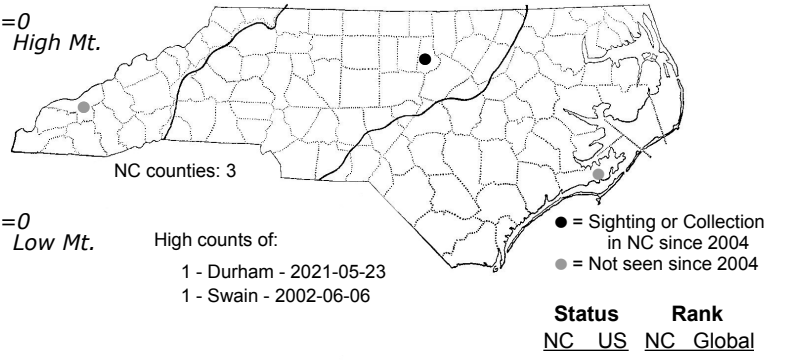 =0
High Mt.
NC counties: 3
=0
Low Mt.
High counts of:
1 - Durham - 2021-05-23
1 - Swain - 2002-06-06
= Sighting or Collection
in NC since 2004
= Not seen since 2004
Status Rank
NC US NC Global